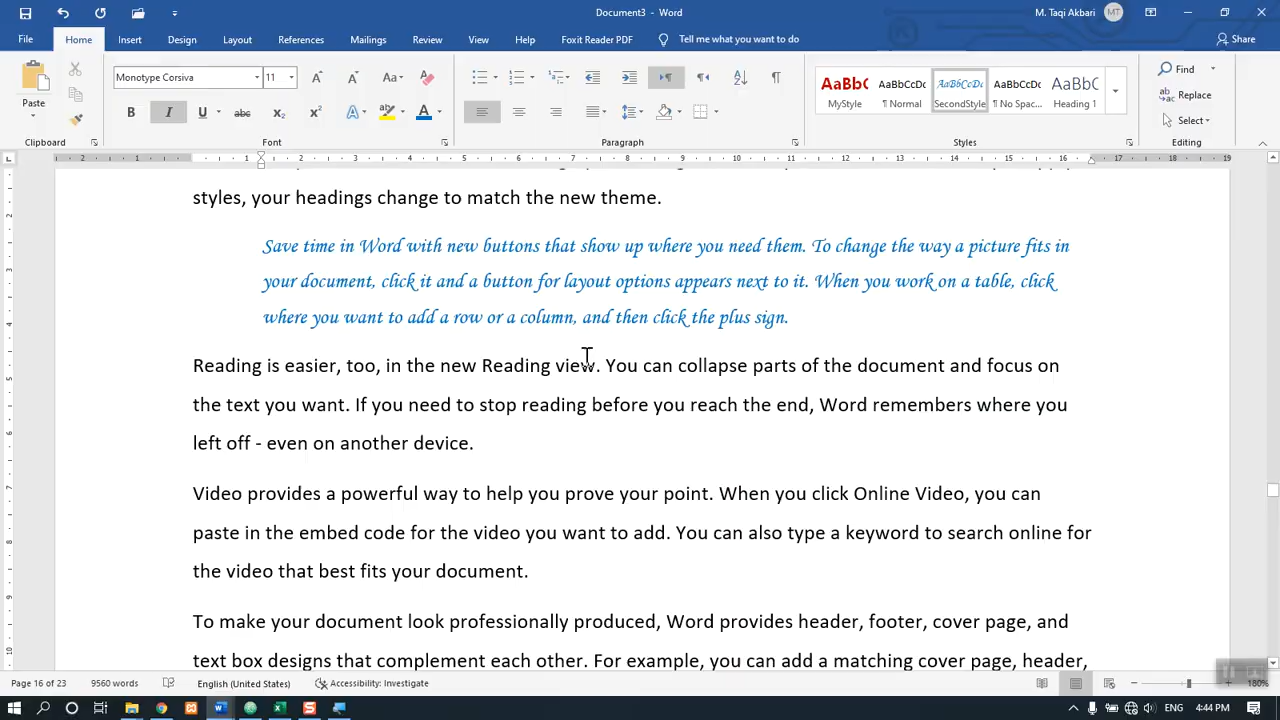 Document3 - Word
M. Taqi Akbari
MT
File Home Insert Design Layout References Mailings Review View Help Foxit Reader PDF Tell me what you want to do Share
Paste
Monotype Corsiva 11
Clipboard Font Paragraph Styles Editing
AaBbC AaBbCcDc AaBbCcDc AaBbCcDc AaBbC
MyStyle ¶ Normal SecondStyle ¶ No Spac... Heading 1
Find
Replace
Select
styles, your headings change to match the new theme.
Save time in Word with new buttons that show up where you need them. To change the way a picture fits in
your document, click it and a button for layout options appears next to it. When you work on a table, click
where you want to add a row or a column, and then click the plus sign.
Reading is easier, too, in the new Reading view. You can collapse parts of the document and focus on
the text you want. If you need to stop reading before you reach the end, Word remembers where you
left off - even on another device.
Video provides a powerful way to help you prove your point. When you click Online Video, you can
paste in the embed code for the video you want to add. You can also type a keyword to search online for
the video that best fits your document.
To make your document look professionally produced, Word provides header, footer, cover page, and
text box designs that complement each other. For example, you can add a matching cover page, header,
Page 16 of 23 9560 words English (United States) Accessibility: Investigate 180%
ENG 4:44 PM